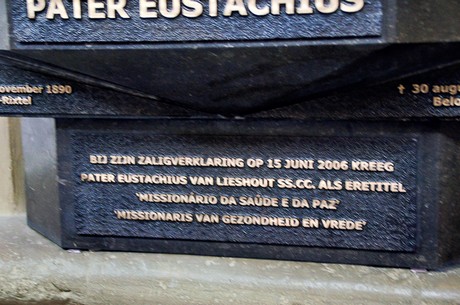 PATER EUSTACHIUS
ovember 1890
-Rixtel
† 30 augu
Belo
BIJ ZIJN ZALIGVERKLARING OP 15 JUNI 2006 KREEG
PATER EUSTACHIUS VAN LIESHOUT SS.CC. ALS ERETITEL
'MISSIONÁRIO DA SAÚDE E DA PAZ'
'MISSIONARIS VAN GEZONDHEID EN VREDE'